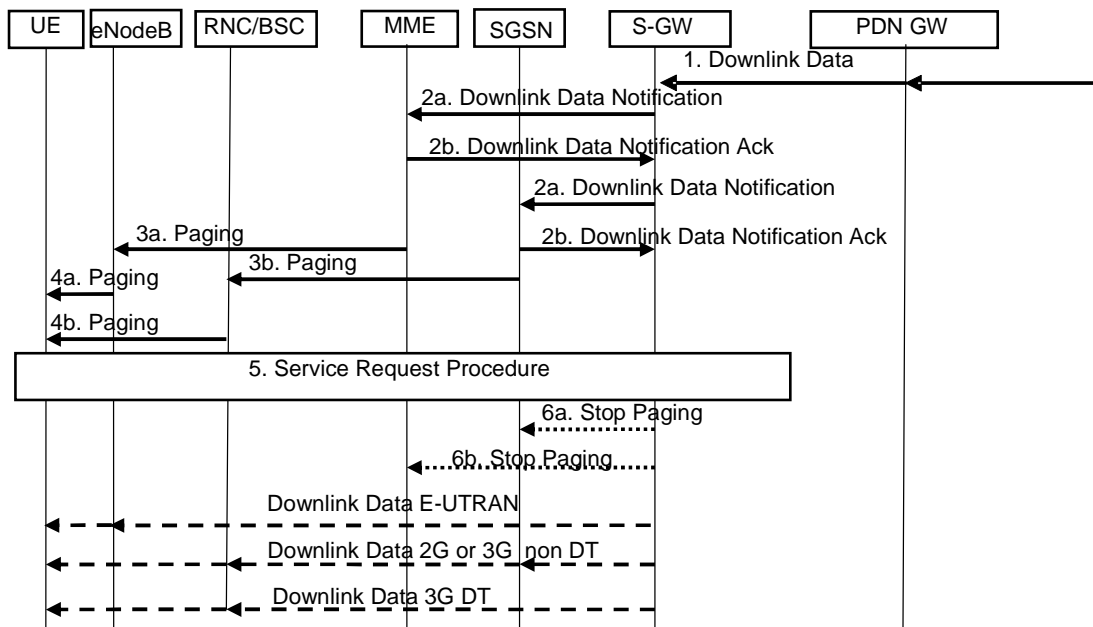 UE
eNodeB
RNC/BSC
MME
SGSN
S-GW
PDN GW
1. Downlink Data
2a. Downlink Data Notification
2b. Downlink Data Notification Ack
2a. Downlink Data Notification
3a. Paging
2b. Downlink Data Notification Ack
3b. Paging
4a. Paging
4b. Paging
5. Service Request Procedure
6a. Stop Paging
6b. Stop Paging
Downlink Data E-UTRAN
Downlink Data 2G or 3G non DT
Downlink Data 3G DT